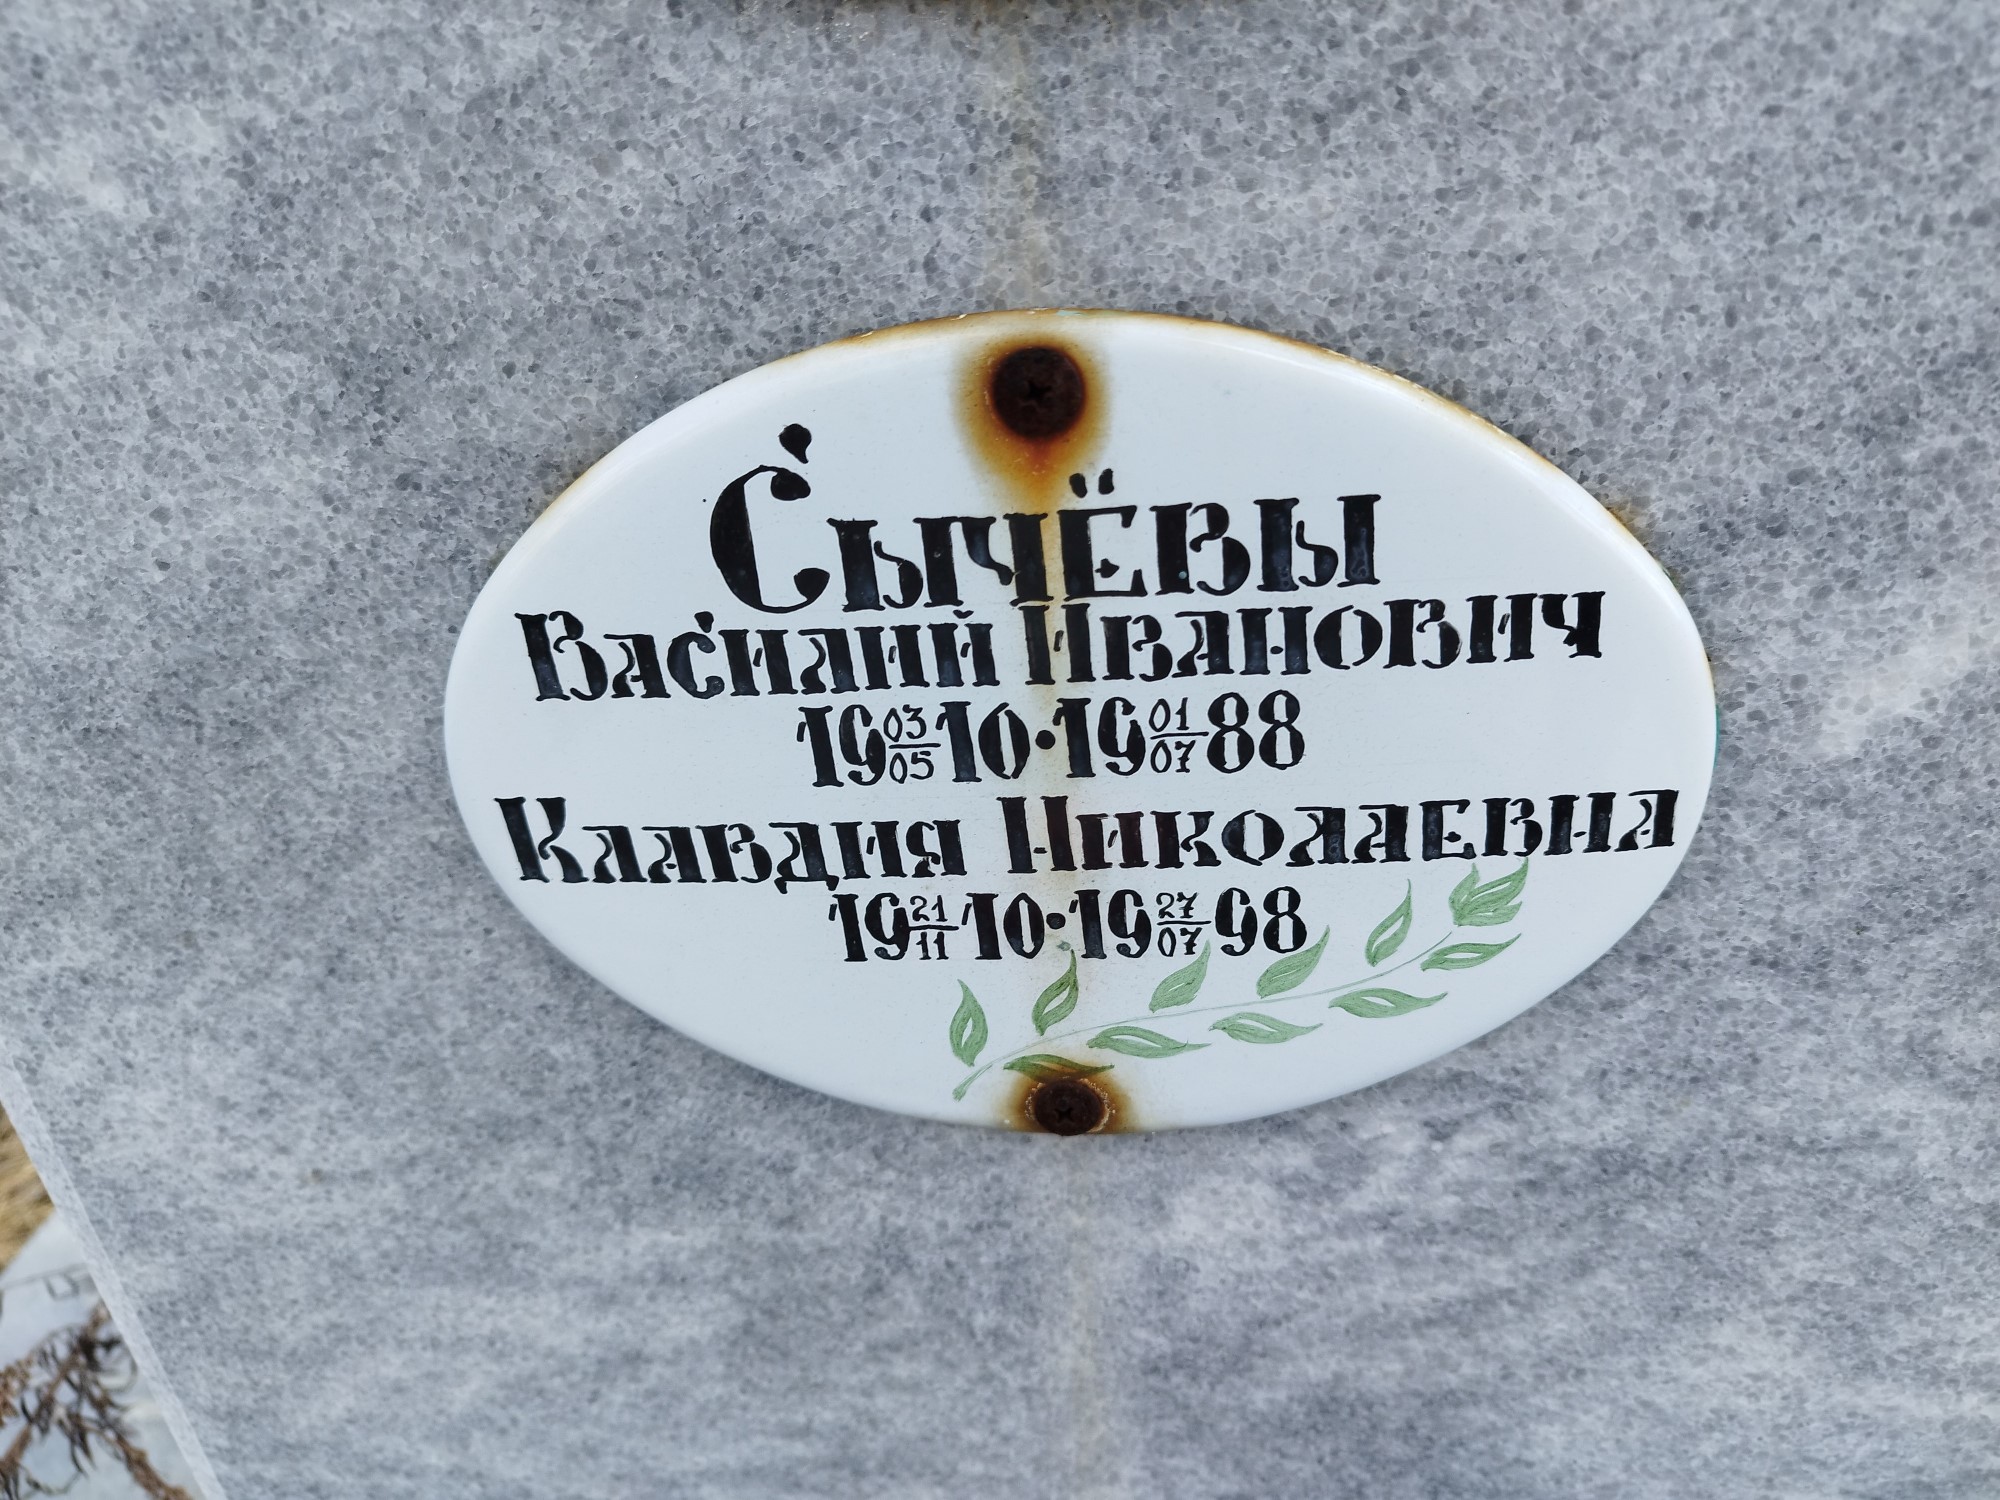 Сычёвы
Василий Иванович
19 03/05 10 · 19 01/07 88
Клавдия Николаевна
19 21/11 10 · 19 27/07 98